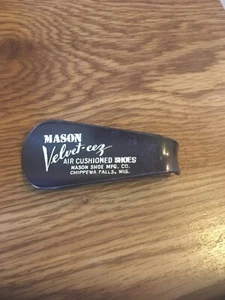 MASON
Velvet-eez
AIR CUSHIONED SHOES
MASON SHOE MFG. CO.
CHIPPEWA FALLS, WIS.